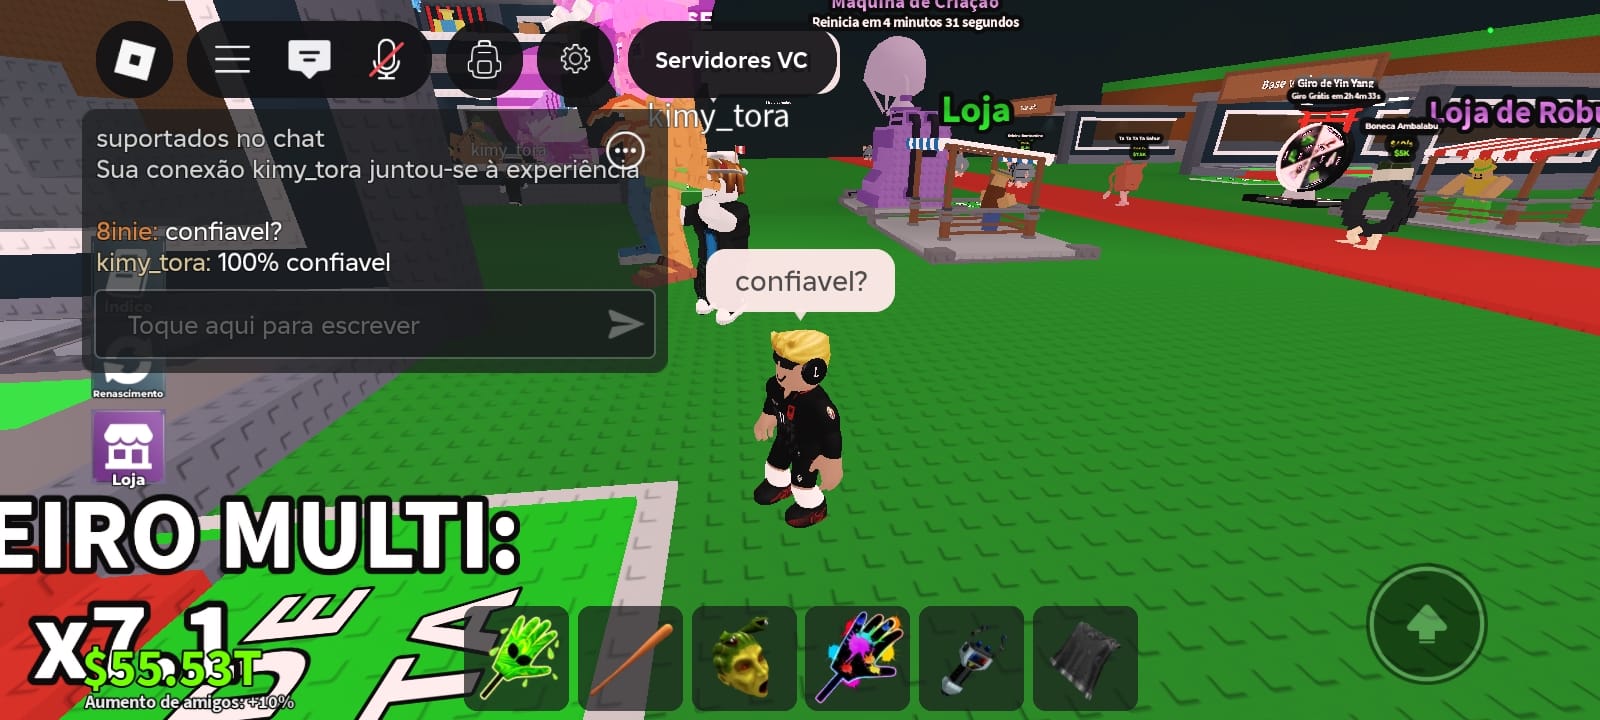 Máquina de Criação
Reinicia em 4 minutos 31 segundos
Servidores VC
kimy_tora
kimy_tora
suportados no chat
Sua conexão kimy_tora juntou-se à experiência
8inie: confiavel?
kimy_tora: 100% confiavel
Índice
Toque aqui para escrever
confiavel?
Loja
Base
Giro de Yin Yang
Giro Grátis em 2h 4m 33s
Boneca Ambalabu
$5K
Loja de Robu
Renascimento
Loja
EIRO MULTI:
x7.1
$55.53T
Aumento de amigos: +10%
L